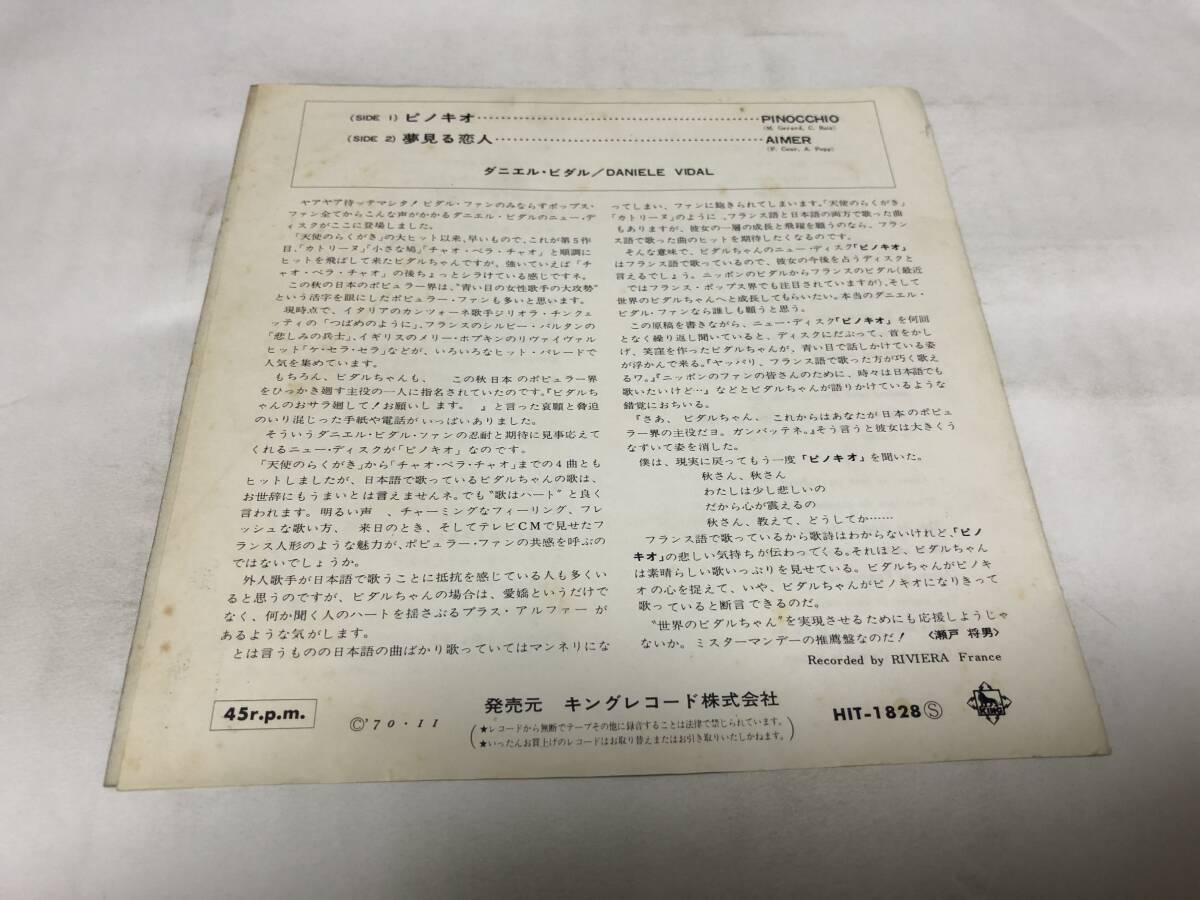 (SIDE 1) ピノキオ……PINOCCHIO
(M. Gerard, C. Baix)
(SIDE 2) 夢見る恋人……AIMER
(P. Cour, A. Popp)
ダニエル・ビダル／DANIELE VIDAL
ヤアヤア待ッテマシタ！ビダル・ファンのみならずポップス・
ファン全てからこんな声がかかるダニエル・ビダルのニュー・デ
ィスクがここに登場しました。
「天使のらくがき」の大ヒット以来、早いもので、これが第5作
目、「カトリーヌ」「小さな鳩」「チャオ・ベラ・チャオ」と順調に
ヒットを飛ばして来たビダルちゃんですが、強いていえば「チ
ャオ・ベラ・チャオ」の後ちょっとシラけている感じですネ。
この秋の日本のポピュラー界は、“青い目の女性歌手の大攻勢”
という活字を眼にしたポピュラー・ファンも多いと思います。
現時点で、イタリアのカンツォーネ歌手ジリオラ・チンクェ
ッティの「つばめのように」、フランスのシルビー・バルタンの
「悲しみの兵士」、イギリスのメリー・ホプキンのリヴァイヴァル
ヒット「ケ・セラ・セラ」などが、いろいろなヒット・パレードで
人気を集めています。
もちろん、ビダルちゃんも、 この秋日本のポピュラー界
をひっかき廻す主役の一人に指名されていたのです。『ビダルち
ゃんのおサラ廻して！お願いします。 』と言った哀願と脅迫
のいり混じった手紙や電話がいっぱいありました。
そういうダニエル・ビダル・ファンの忍耐と期待に見事応えて
くれるニュー・ディスクが「ピノキオ」なのです。
「天使のらくがき」から「チャオ・ベラ・チャオ」までの4曲とも
ヒットしましたが、日本語で歌っているビダルちゃんの歌は、
お世辞にもうまいとは言えませんネ。でも“歌はハート”と良く
言われます。明るい声 、チャーミングなフィーリング、フレ
ッシュな歌い方、 来日のとき、そしてテレビCMで見せたフ
ランス人形のような魅力が、ポピュラー・ファンの共感を呼ぶの
ではないでしょうか。
外人歌手が日本語で歌うことに抵抗を感じている人も多くい
ると思うのですが、ビダルちゃんの場合は、愛嬌というだけで
なく、何か聞く人のハートを揺さぶるプラス・アルファーが
あるような気がします。
とは言うものの日本語の曲ばかり歌っていてはマンネリにな
ってしまい、ファンに飽きられてしまいます。「天使のらくがき」
「カトリーヌ」のように、フランス語と日本語の両方で歌った曲
もありますが、彼女の一層の成長と飛躍を願うのなら、フラン
ス語で歌った曲のヒットを期待したくなるのです。
そんな意味で、ビダルちゃんのニュー・ディスク「ピノキオ」
はフランス語で歌っているので、彼女の今後を占うディスクと
言えるでしょう。ニッポンのビダルからフランスのビダル(最近
ではフランス・ポップス界でも注目されていますが)、そして
世界のビダルちゃんへと成長してもらいたい。本当のダニエル・
ビダル・ファンなら誰しも願うと思う。
この原稿を書きながら、ニュー・ディスク「ピノキオ」を何回
となく繰り返し聞いていると、ディスクにだぶって、首をかし
げ、笑窪を作ったビダルちゃんが、青い目で話しかけている姿
が浮かんで来る。『ヤッパリ、フランス語で歌った方が巧く歌え
るワ。』『ニッポンのファンの皆さんのために、時々は日本語でも
歌いたいけど…』などとビダルちゃんが語りかけているような
錯覚におちいる。
『さあ、ビダルちゃん、これからはあなたが日本のポピュ
ラー界の主役だヨ。ガンバッテネ。』そう言うと彼女は大きくう
なずいて姿を消した。
僕は、現実に戻ってもう一度「ピノキオ」を聞いた。
秋さん、秋さん
わたしは少し悲しいの
だから心が震えるの
秋さん、教えて、どうしてか……
フランス語で歌っているから歌詩はわからないけれど、「ピノ
キオ」の悲しい気持ちが伝わってくる。それほど、ビダルちゃん
は素晴らしい歌いっぷりを見せている。ビダルちゃんがピノキ
オの心を捉えて、いや、ビダルちゃんがピノキオになりきって
歌っていると断言できるのだ。
“世界のビダルちゃん”を実現させるためにも応援しようじゃ
ないか。ミスターマンデーの推薦盤なのだ！ 〈瀬戸 将男〉
Recorded by RIVIERA France
45r.p.m.
©'70・11
発売元 キングレコード株式会社
(★レコードから無断でテープその他に録音することは法律で禁じられています。
★いったんお買上げのレコードはお取り替えまたはお引き取りいたしかねます。)
HIT-1828Ⓢ
KING